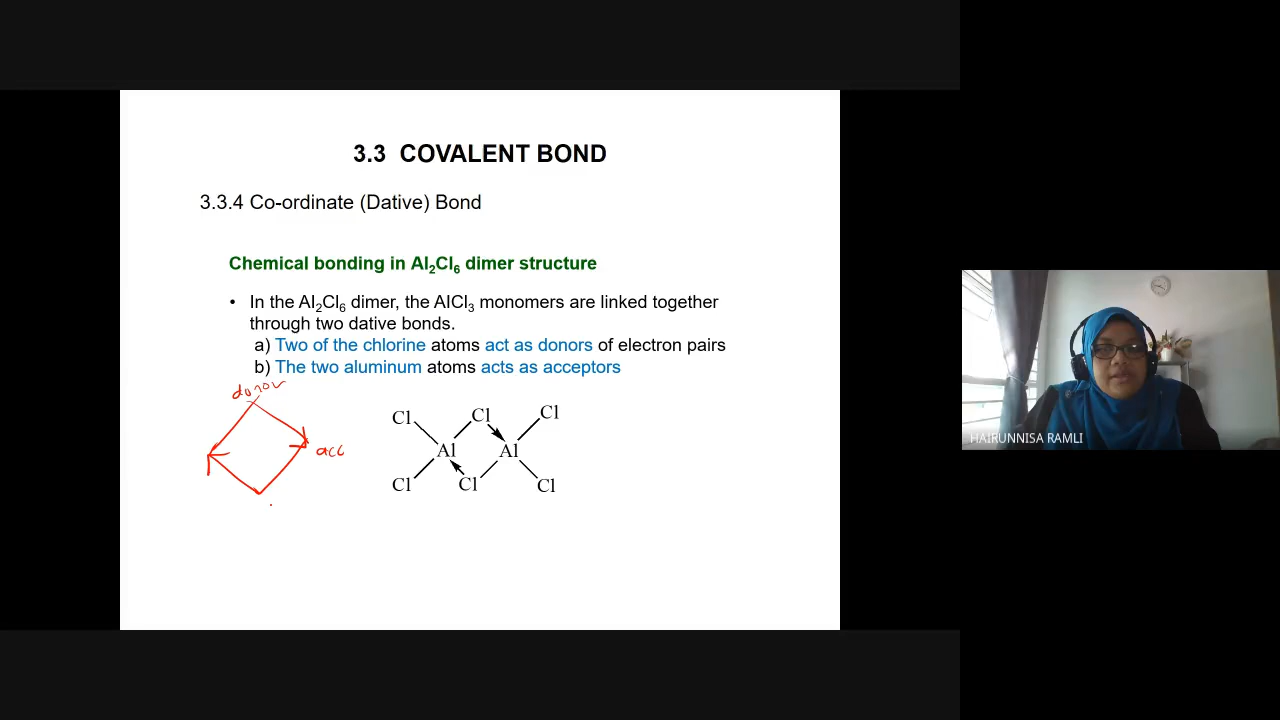 3.3 COVALENT BOND
3.3.4 Co-ordinate (Dative) Bond
Chemical bonding in Al₂Cl₆ dimer structure
• In the Al₂Cl₆ dimer, the AlCl₃ monomers are linked together
through two dative bonds.
a) Two of the chlorine atoms act as donors of electron pairs
b) The two aluminum atoms acts as acceptors
donor
acc
Cl Cl Cl
Al Al
Cl Cl Cl
HAIRUNNISA RAMLI